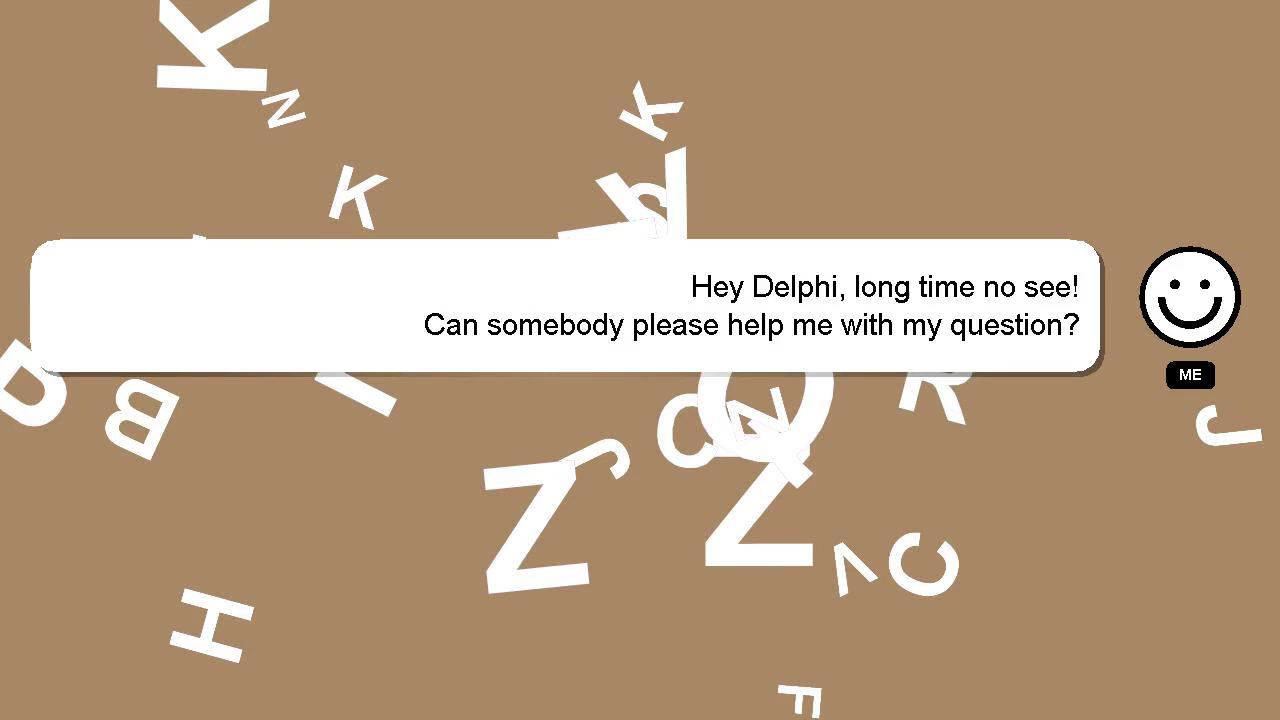 Hey Delphi, long time no see!
Can somebody please help me with my question?
ME
K
N
K
K
S
B
J
C
N
R
J
Z
Z
V
C
H
F